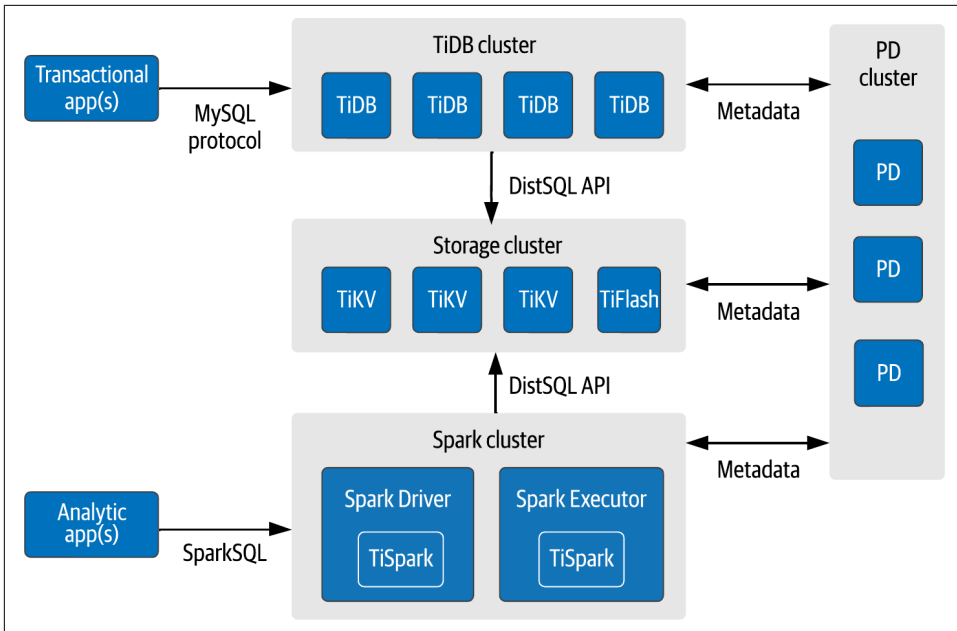 TiDB cluster
PD
cluster
Transactional
app(s)
TiDB
TiDB
TiDB
TiDB
MySQL
protocol
Metadata
PD
DistSQL API
Storage cluster
PD
TiKV
TiKV
TiKV
TiFlash
Metadata
PD
DistSQL API
Spark cluster
Metadata
Spark Driver
Spark Executor
Analytic
app(s)
SparkSQL
TiSpark
TiSpark